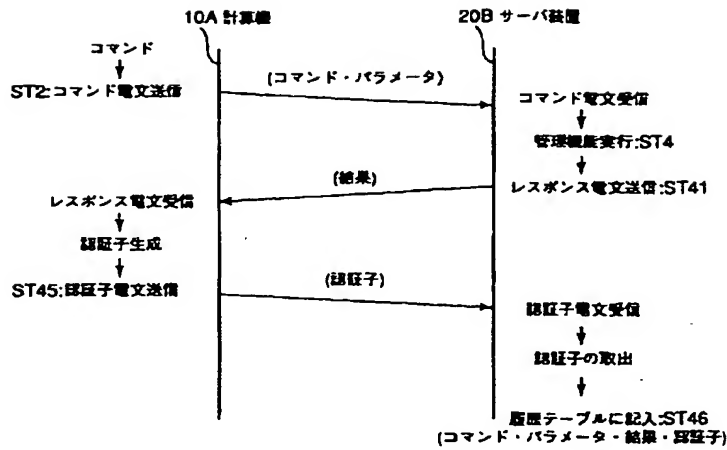 10A 計算機
20B サーバ装置
コマンド
ST2:コマンド電文送信
(コマンド・パラメータ)
コマンド電文受信
管理機能実行:ST4
(結果)
レスポンス電文送信:ST41
レスポンス電文受信
認証子生成
ST45:認証子電文送信
(認証子)
認証子電文受信
認証子の取出
履歴テーブルに記入:ST46
(コマンド・パラメータ・結果・認証子)